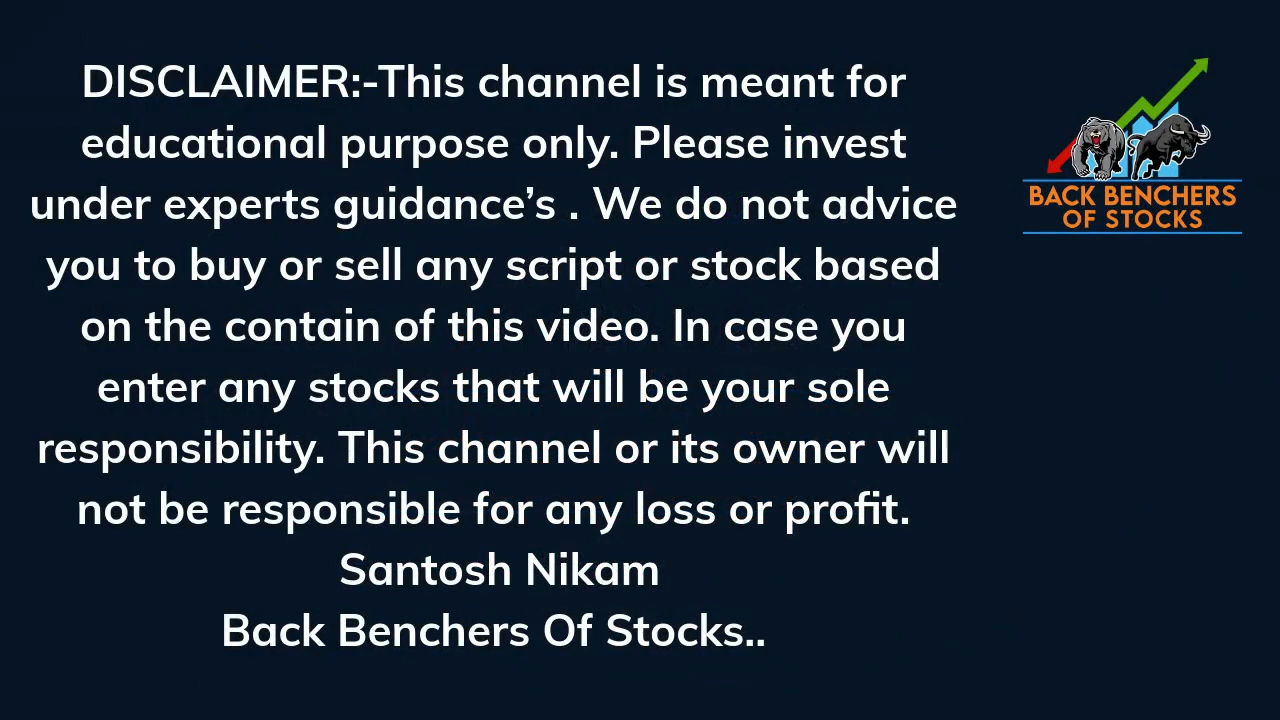 DISCLAIMER:-This channel is meant for
educational purpose only. Please invest
under experts guidance’s . We do not advice
you to buy or sell any script or stock based
on the contain of this video. In case you
enter any stocks that will be your sole
responsibility. This channel or its owner will
not be responsible for any loss or profit.
Santosh Nikam
Back Benchers Of Stocks..
BACK BENCHERS
OF STOCKS